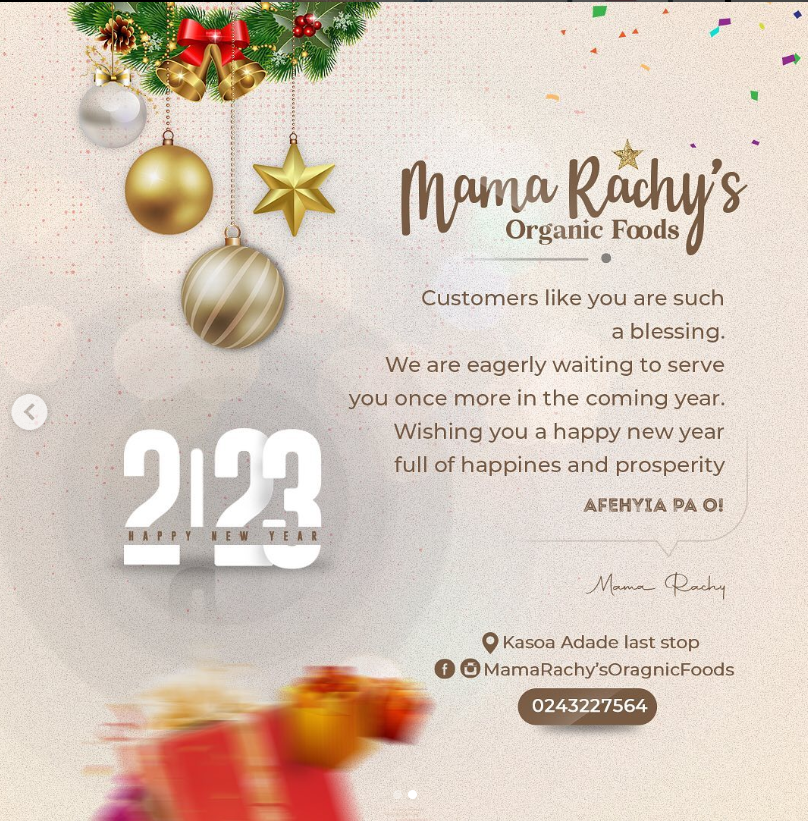 Mama Rachy's
Organic Foods
Customers like you are such
a blessing.
We are eagerly waiting to serve
you once more in the coming year.
Wishing you a happy new year
full of happines and prosperity
AFEHYIA PA O!
Mama Rachy
2023
HAPPY NEW YEAR
Kasoa Adade last stop
MamaRachy'sOragnicFoods
0243227564